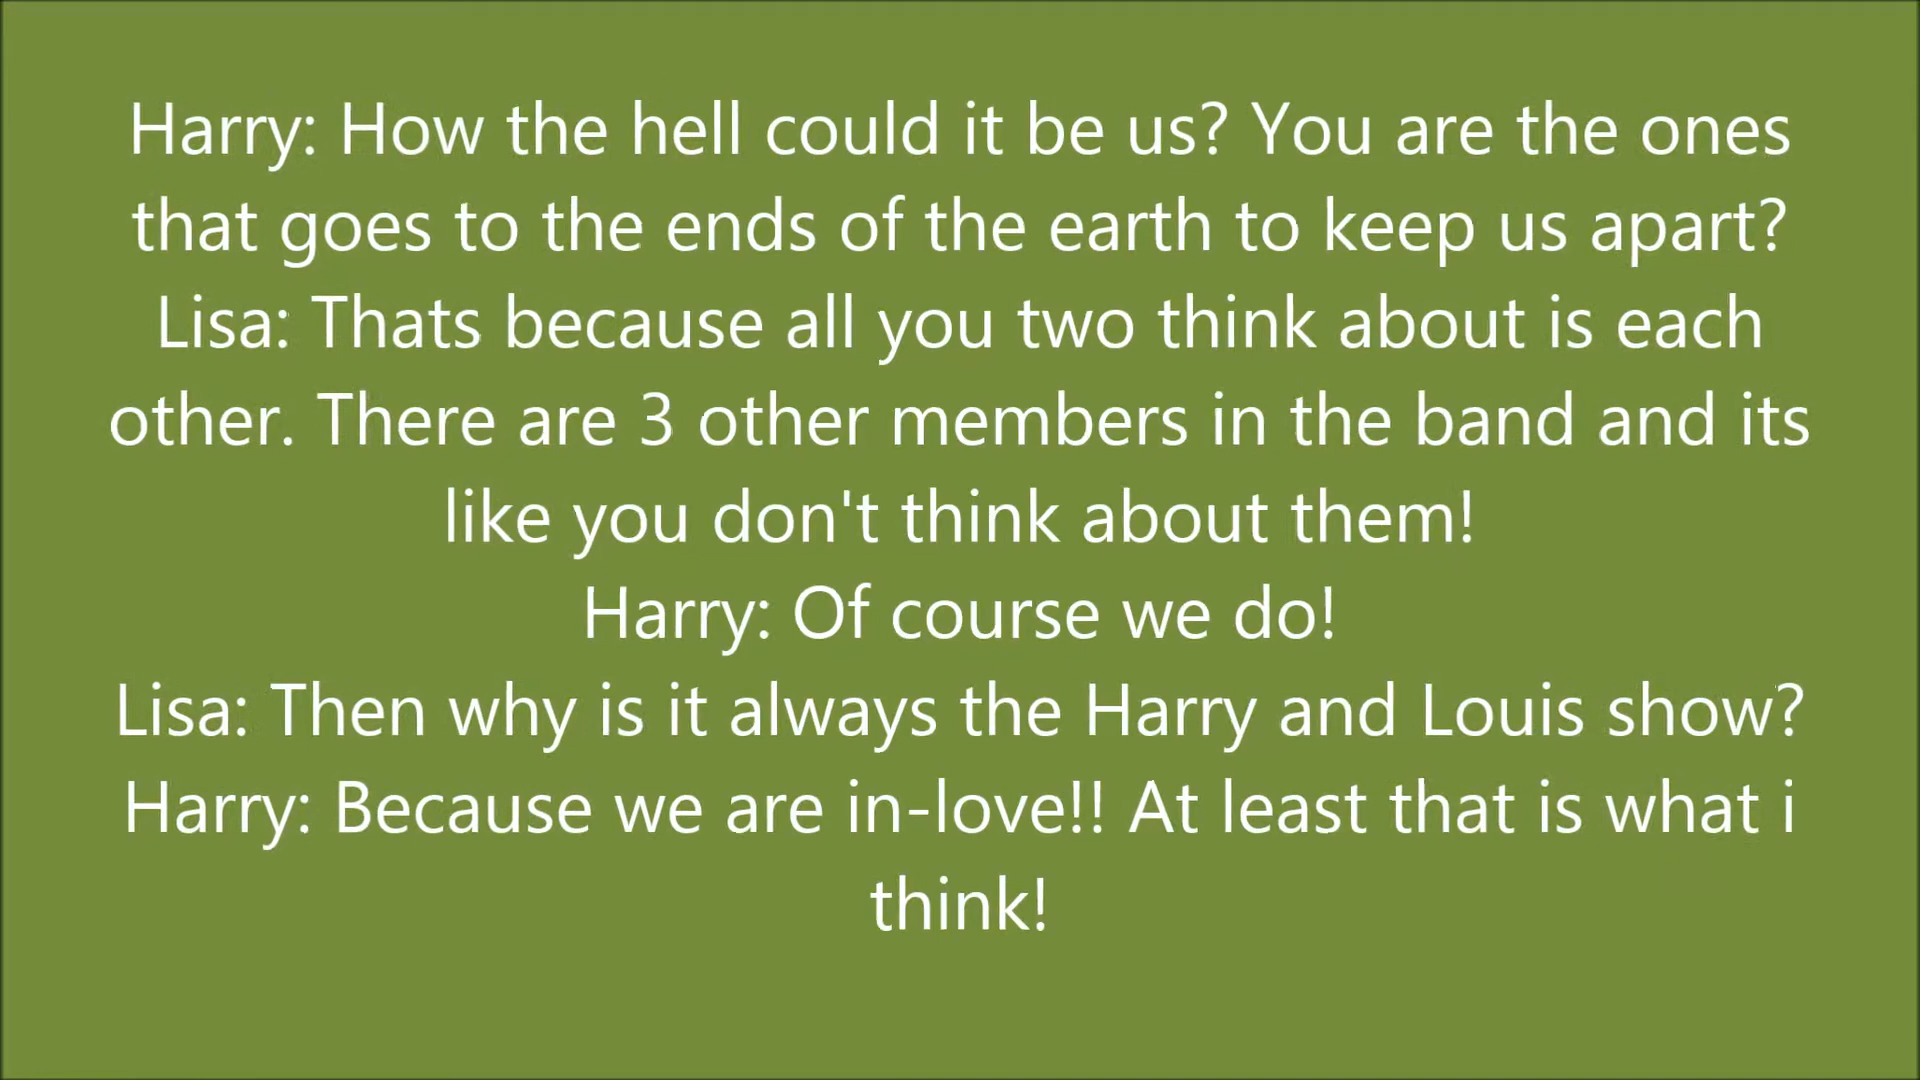 Harry: How the hell could it be us? You are the ones
that goes to the ends of the earth to keep us apart?
Lisa: Thats because all you two think about is each
other. There are 3 other members in the band and its
like you don't think about them!
Harry: Of course we do!
Lisa: Then why is it always the Harry and Louis show?
Harry: Because we are in-love!! At least that is what i
think!